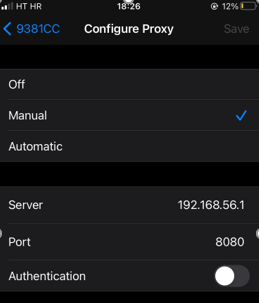 HT HR 18:26 12%
9381CC Configure Proxy Save
Off
Manual
Automatic
Server 192.168.56.1
Port 8080
Authentication